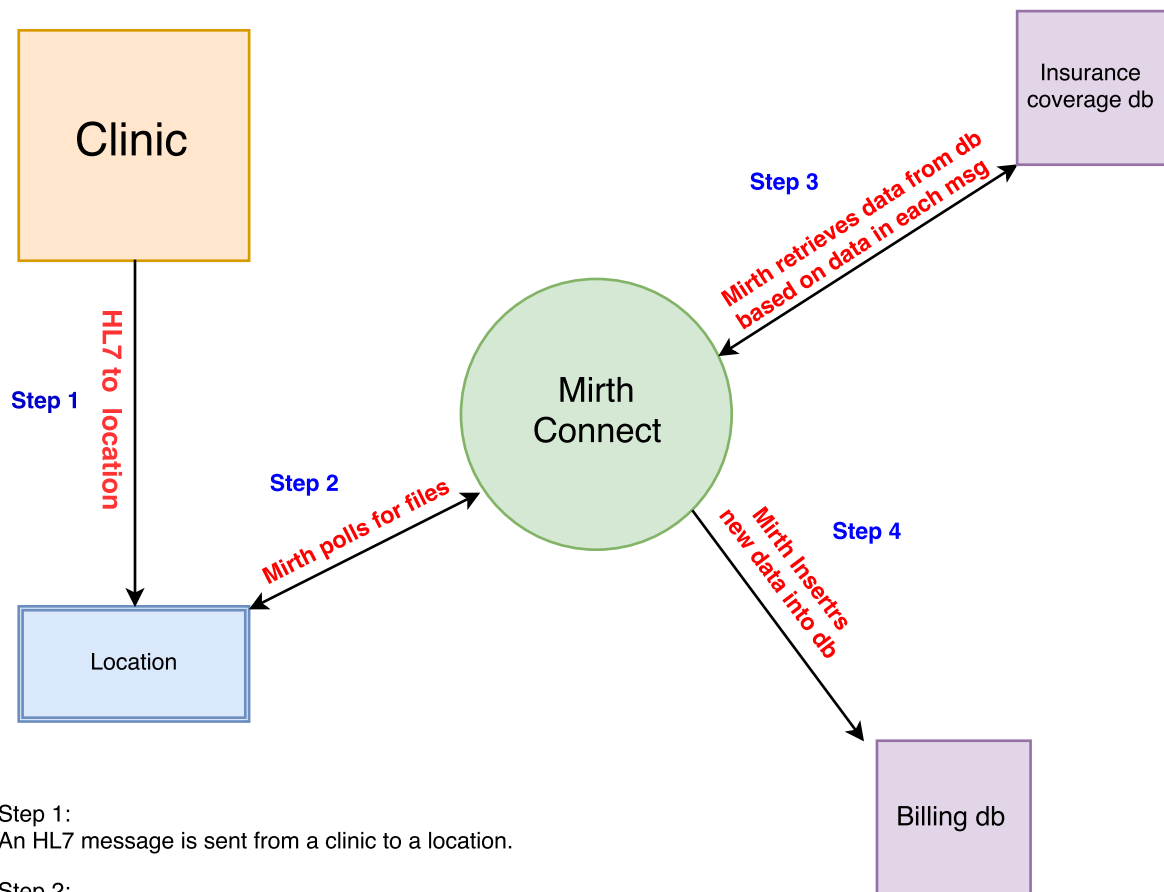 Clinic
Insurance
coverage db
Step 3
Mirth retrieves data from db
based on data in each msg
HL7 to location
Step 1
Mirth
Connect
Step 2
Mirth polls for files
Step 4
Mirth Insertrs
new data into db
Location
Billing db
Step 1:
An HL7 message is sent from a clinic to a location.
Step 2: